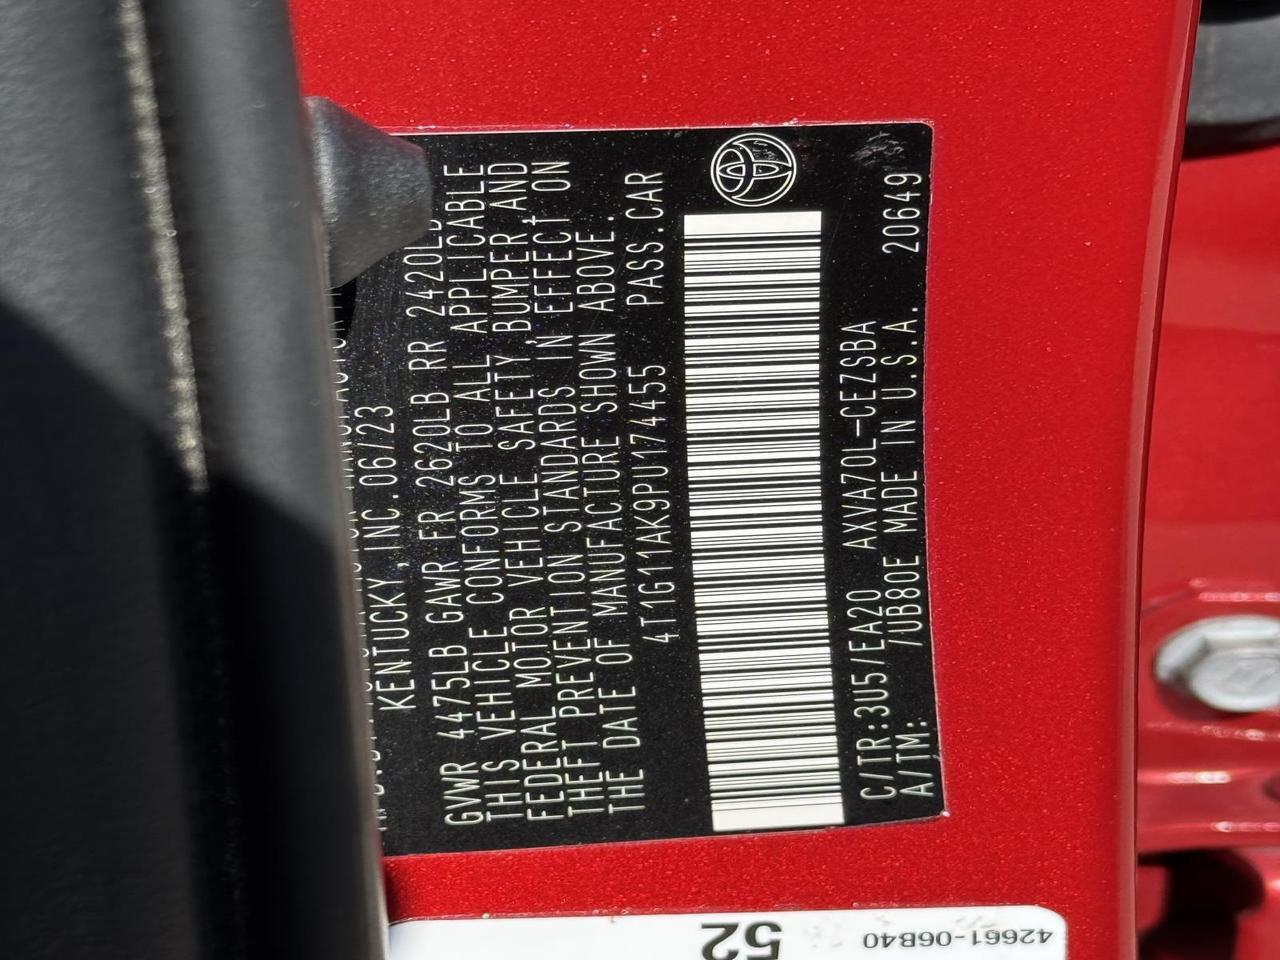 KENTUCKY, INC. 06/23
GVWR 4475LB GAWR FR 2620LB RR 2420LB
THIS VEHICLE CONFORMS TO ALL APPLICABLE
FEDERAL MOTOR VEHICLE SAFETY, BUMPER, AND
THEFT PREVENTION STANDARDS IN EFFECT ON
THE DATE OF MANUFACTURE SHOWN ABOVE.
4T1G11AK9PU174455 PASS.CAR
C/TR:3U5/EA20 AXVA70L-CEZSBA
A/TM: /UB80E MADE IN U.S.A. 20649
52
42661-06B40